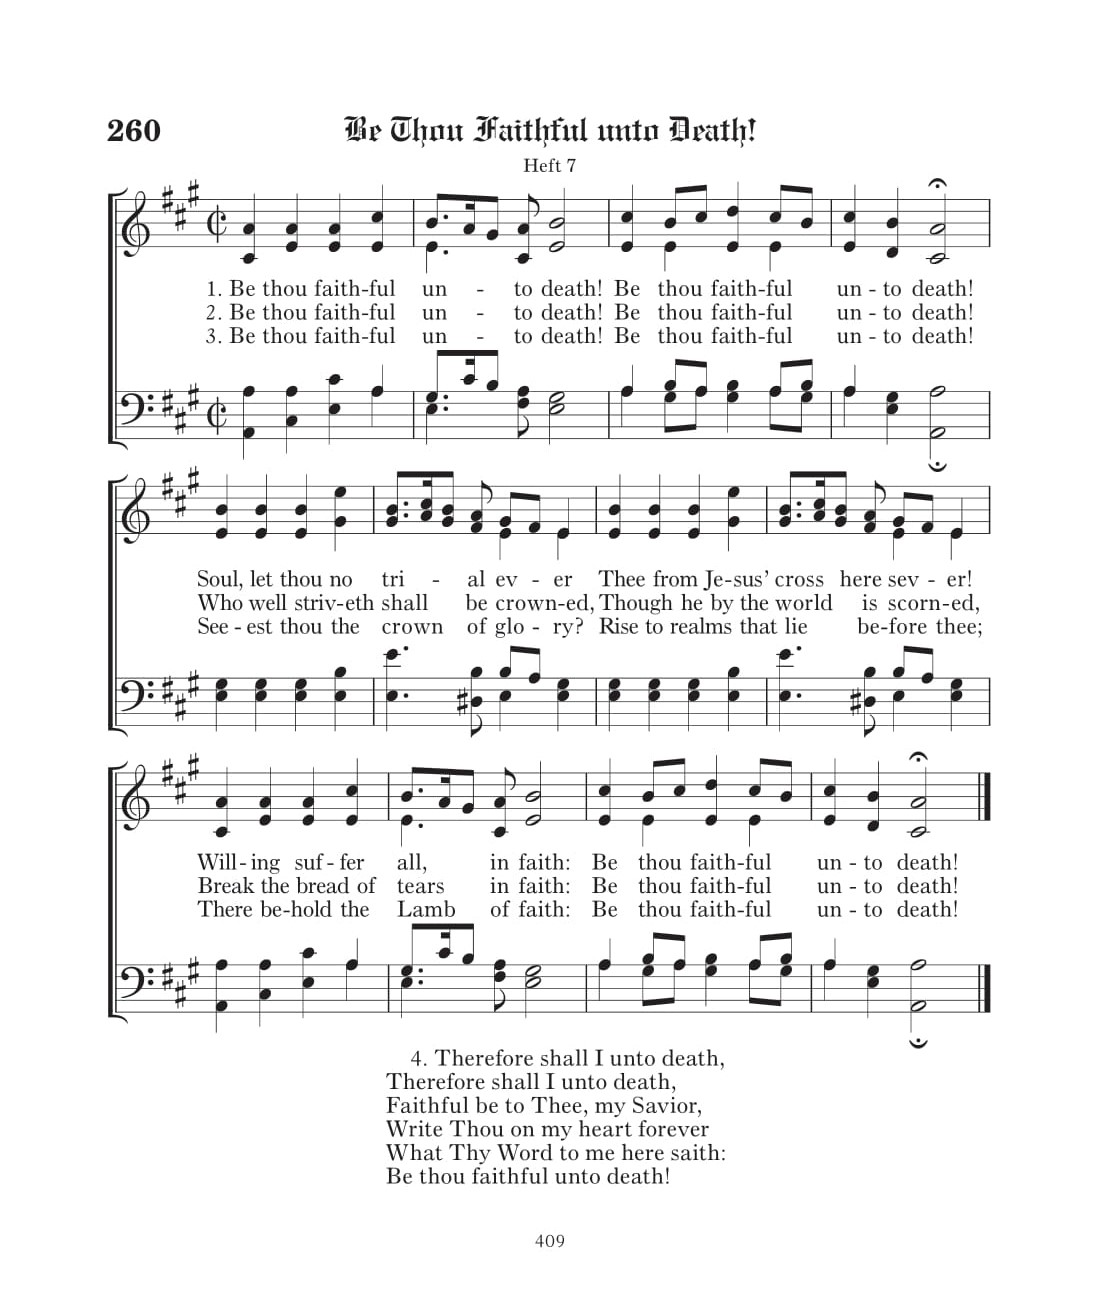 260
Be Thou Faithful unto Death!
Heft 7
1. Be thou faith-ful un - to death! Be thou faith-ful un - to death!
2. Be thou faith-ful un - to death! Be thou faith-ful un - to death!
3. Be thou faith-ful un - to death! Be thou faith-ful un - to death!
Soul, let thou no tri - al ev - er Thee from Je-sus’ cross here sev - er!
Who well striv-eth shall be crown-ed, Though he by the world is scorn-ed,
See - est thou the crown of glo - ry? Rise to realms that lie be-fore thee;
Will - ing suf - fer all, in faith: Be thou faith-ful un - to death!
Break the bread of tears in faith: Be thou faith-ful un - to death!
There be-hold the Lamb of faith: Be thou faith-ful un - to death!
4. Therefore shall I unto death,
Therefore shall I unto death,
Faithful be to Thee, my Savior,
Write Thou on my heart forever
What Thy Word to me here saith:
Be thou faithful unto death!
409